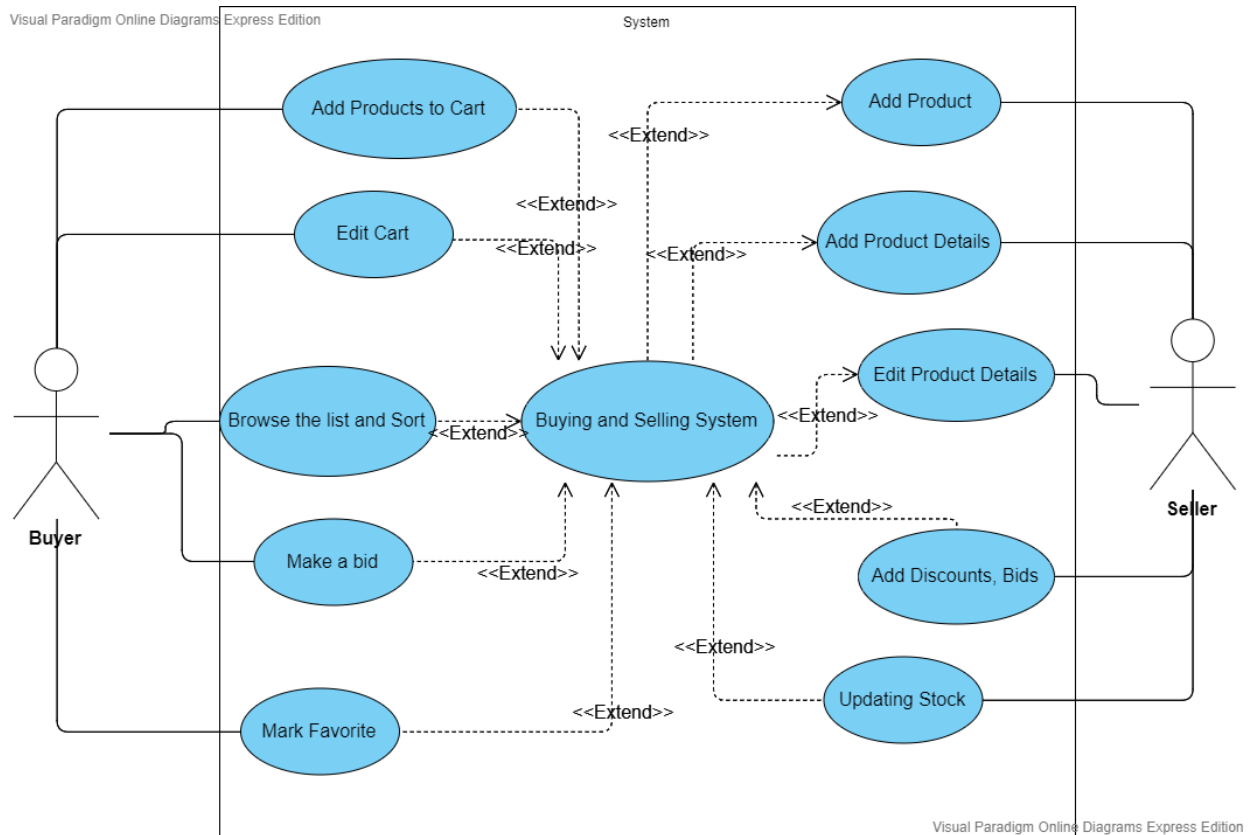 Visual Paradigm Online Diagrams Express Edition
System
Add Products to Cart
Add Product
<<Extend>>
<<Extend>>
Edit Cart
<<Extend>>
<<Extend>>
Add Product Details
Browse the list and Sort
<<Extend>>
Buying and Selling System
<<Extend>>
Edit Product Details
Buyer
Seller
Make a bid
<<Extend>>
<<Extend>>
Add Discounts, Bids
<<Extend>>
Updating Stock
Mark Favorite
<<Extend>>
Visual Paradigm Online Diagrams Express Edition